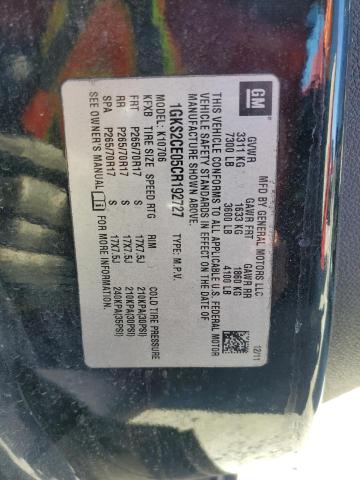 GM
MFD BY GENERAL MOTORS LLC
12/11
GVWR GAWR FRT GAWR RR
3311 KG 1633 KG 1860 KG
7300 LB 3600 LB 4100 LB
THIS VEHICLE CONFORMS TO ALL APPLICABLE U.S. FEDERAL MOTOR
VEHICLE SAFETY STANDARDS IN EFFECT ON THE DATE OF
MANUFACTURE SHOWN ABOVE.
1GKS2CE05CR192727 TYPE: M.P.V.
MODEL: K10706
KFXB TIRE SIZE SPEED RTG RIM COLD TIRE PRESSURE
FRT P265/70R17 S 17X7.5J 210KPA(30PSI)
RR P265/70R17 S 17X7.5J 210KPA(30PSI)
SPA P265/70R17 S 17X7.5J 240KPA(35PSI)
SEE OWNER'S MANUAL